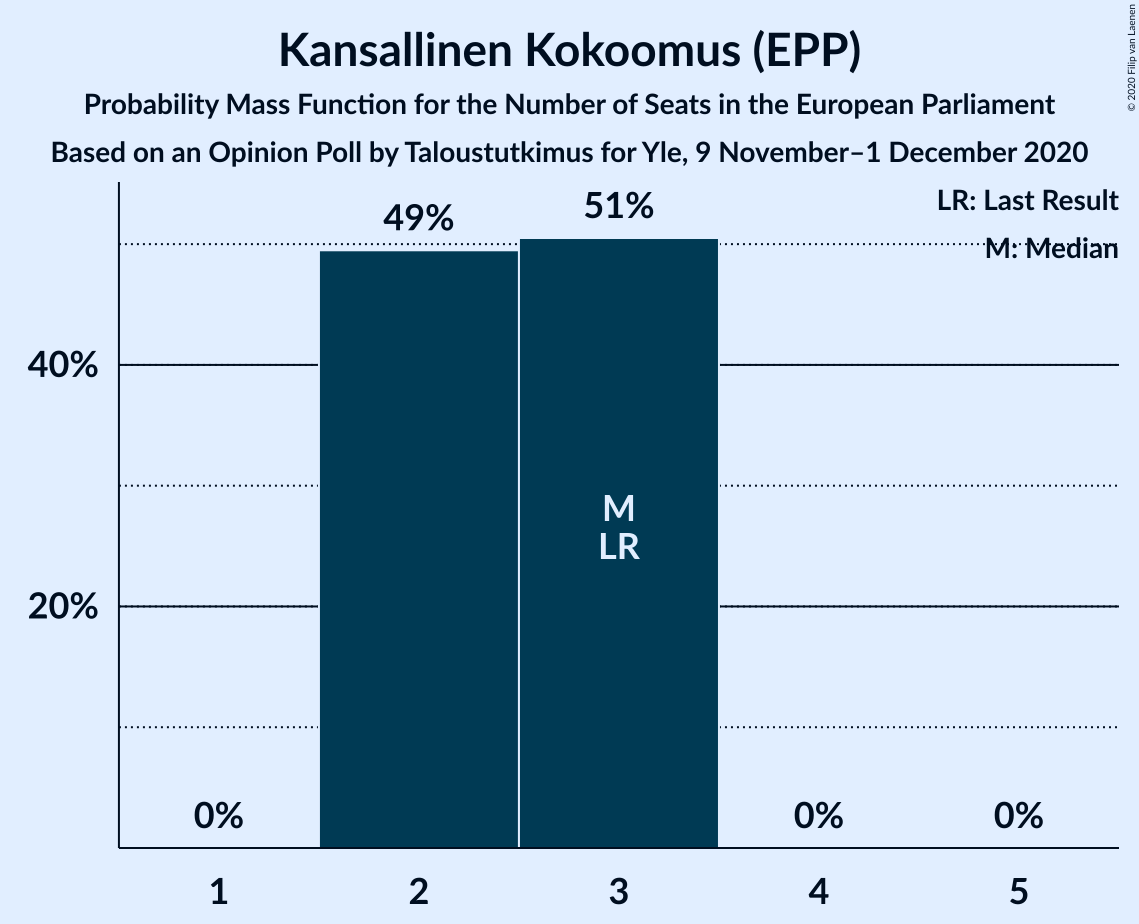 Kansallinen Kokoomus (EPP)
Probability Mass Function for the Number of Seats in the European Parliament
Based on an Opinion Poll by Taloustutkimus for Yle, 9 November–1 December 2020
© 2020 Filip van Laenen
LR: Last Result
M: Median
49%
51%
40%
20%
M
LR
0%
0%
0%
1
2
3
4
5